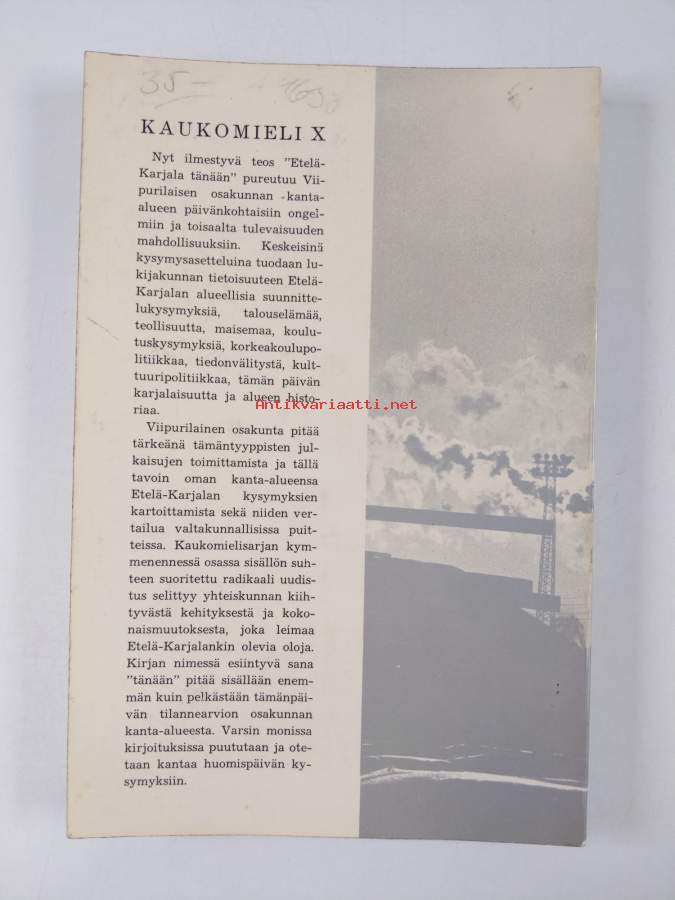 35-
KAUKOMIELI X
Nyt ilmestyvä teos "Etelä-
Karjala tänään" pureutuu Vii-
purilaisen osakunnan kanta-
alueen päivänkohtaisiin ongel-
miin ja toisaalta tulevaisuuden
mahdollisuuksiin. Keskeisinä
kysymysasetteluina tuodaan lu-
kijakunnan tietoisuuteen Etelä-
Karjalan alueellisia suunnitte-
lukysymyksiä, talouselämää,
teollisuutta, maisemaa, koulu-
tuskysymyksiä, korkeakoulupo-
litiikkaa, tiedonvälitystä, kult-
tuuripolitiikkaa, tämän päivän
karjalaisuutta ja alueen histo-
riaa.
Antikvariaatti.net
Viipurilainen osakunta pitää
tärkeänä tämäntyyppisten jul-
kaisujen toimittamista ja tällä
tavoin oman kanta-alueensa
Etelä-Karjalan kysymyksien
kartoittamista sekä niiden ver-
tailua valtakunnallisissa puit-
teissa. Kaukomielisarjan kym-
menennessä osassa sisällön suh-
teen suoritettu radikaali uudis-
tus selittyy yhteiskunnan kiih-
tyvästä kehityksestä ja koko-
naismuutoksesta, joka leimaa
Etelä-Karjalankin olevia oloja.
Kirjan nimessä esiintyvä sana
"tänään" pitää sisällään enem-
män kuin pelkästään tämänpäi-
vän tilannearvion osakunnan
kanta-alueesta. Varsin monissa
kirjoituksissa puututaan ja ote-
taan kantaa huomispäivän ky-
symyksiin.